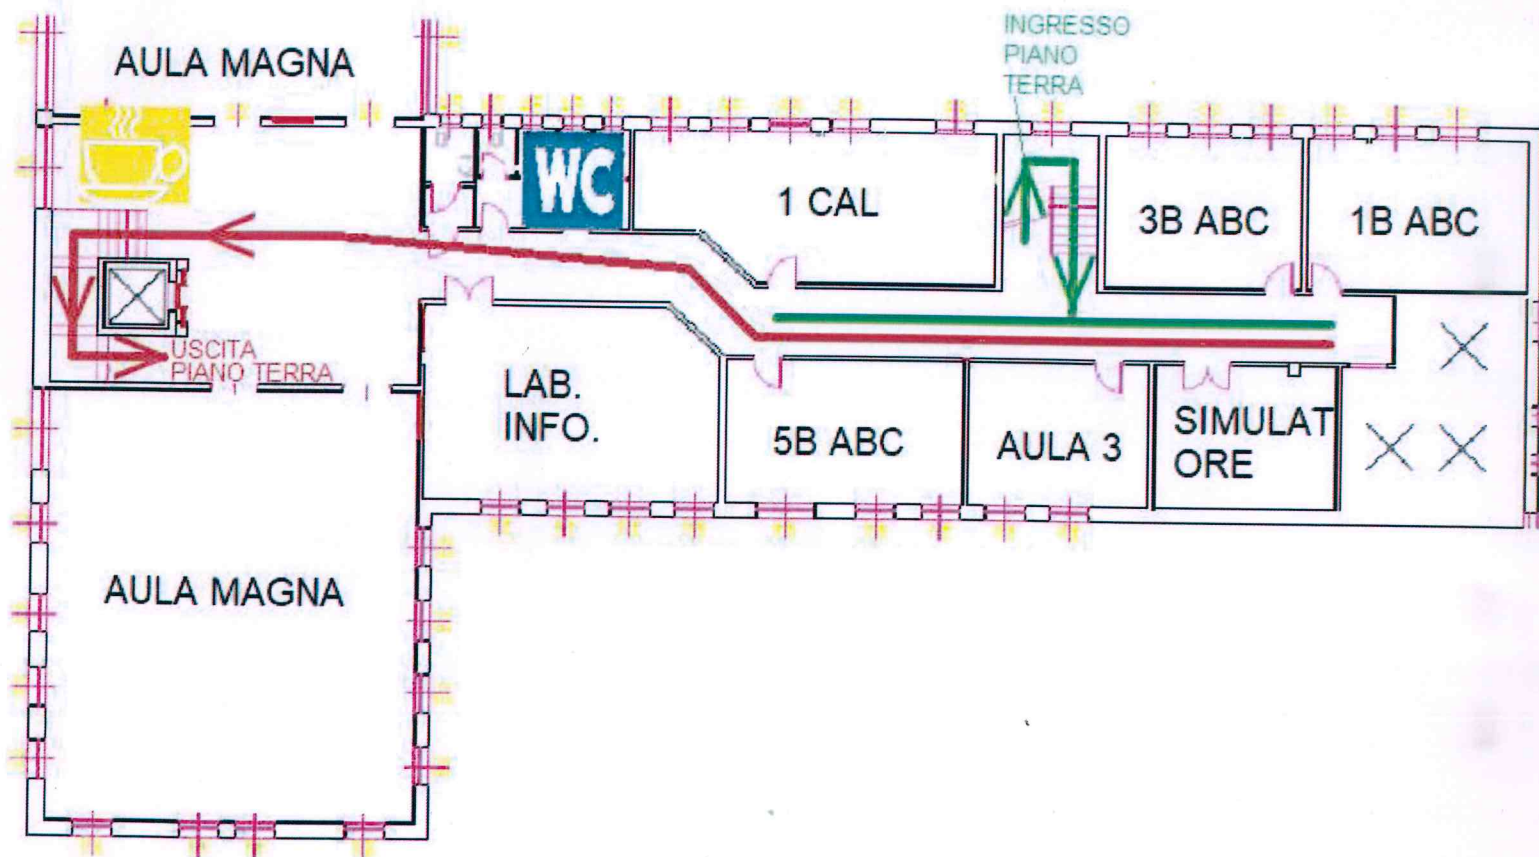 INGRESSO
PIANO
TERRA
AULA MAGNA
WC
1 CAL
3B ABC
1B ABC
USCITA
PIANO TERRA
LAB.
INFO.
5B ABC
AULA 3
SIMULAT
ORE
AULA MAGNA